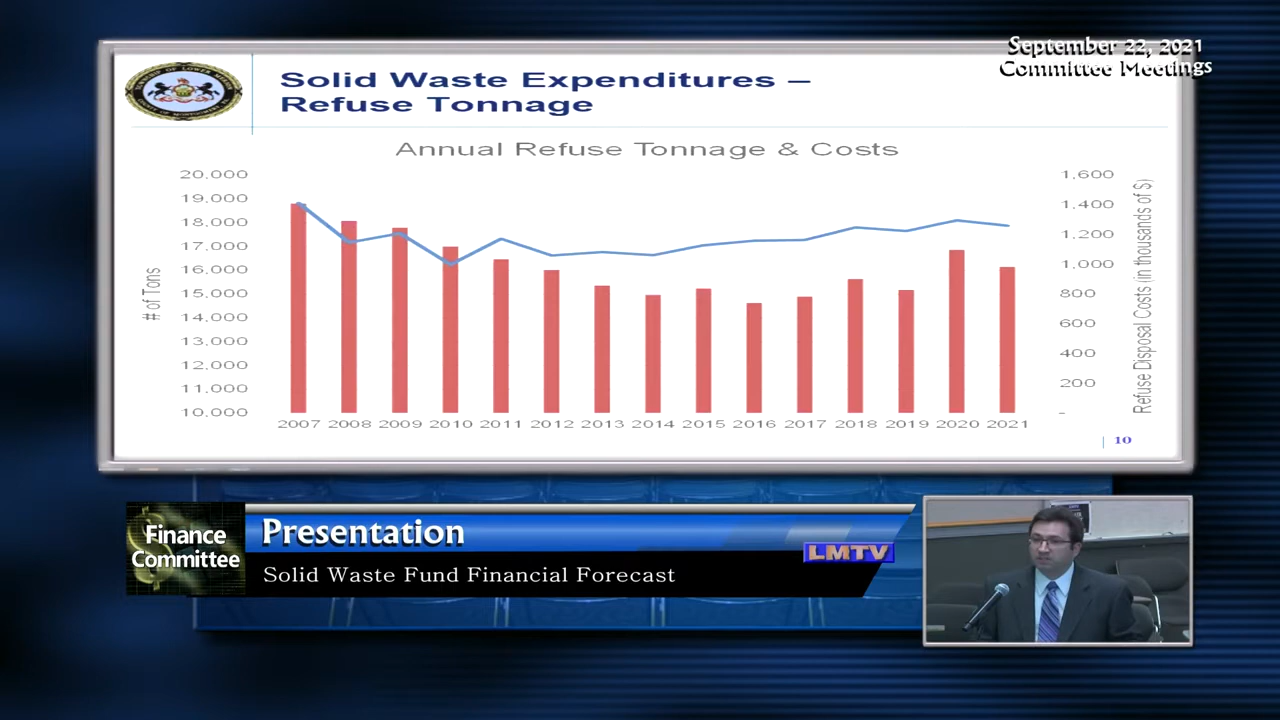 September 22, 2021
Committee Meetings
TOWNSHIP OF LOWER MERION
Solid Waste Expenditures –
Refuse Tonnage
Annual Refuse Tonnage & Costs
20,000
19,000
18,000
17,000
16,000
15,000
14,000
13,000
12,000
11,000
10,000
# of Tons
1,600
1,400
1,200
1,000
800
600
400
200
-
Refuse Disposal Costs (in thousands of $)
2007 2008 2009 2010 2011 2012 2013 2014 2015 2016 2017 2018 2019 2020 2021
10
Finance
Committee
Presentation
LMTV
Solid Waste Fund Financial Forecast